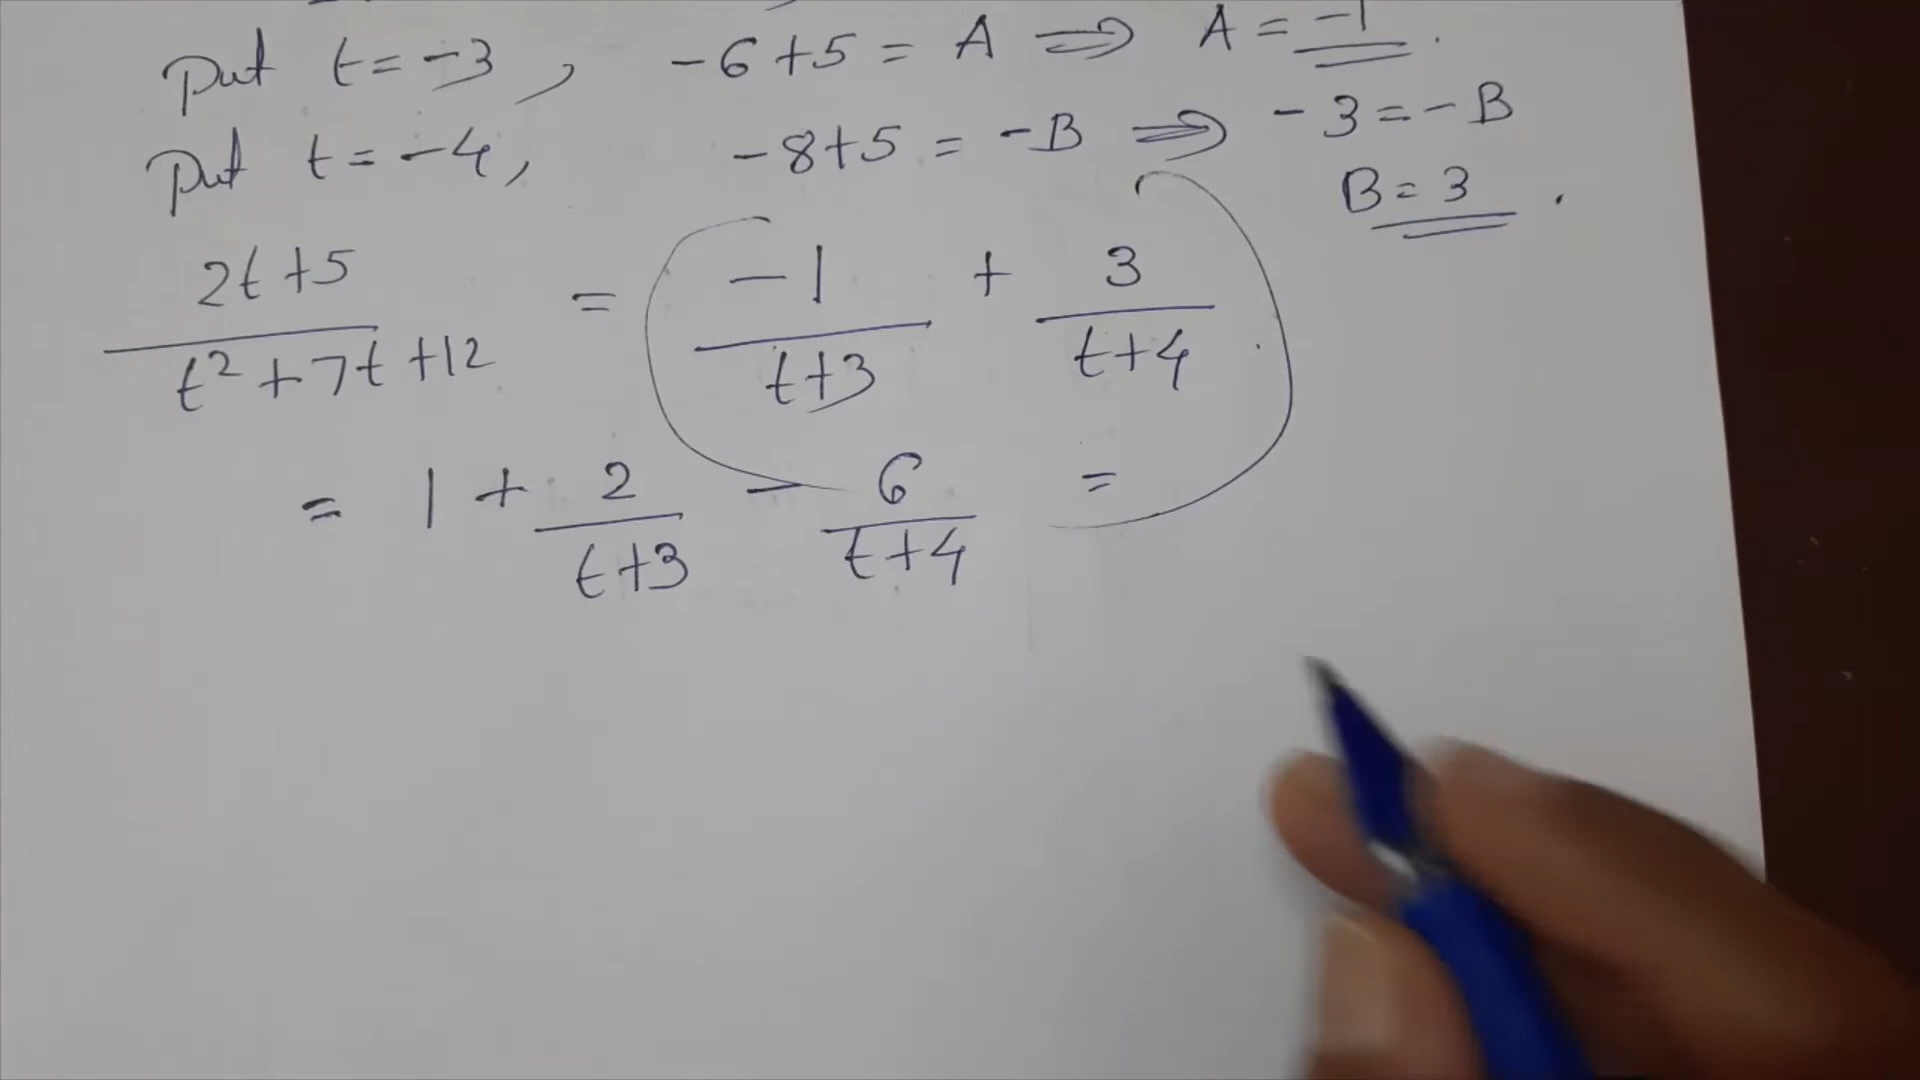 Put t = -3, -6+5 = A ⟹ A = -1.
Put t = -4, -8+5 = -B ⟹ -3 = -B
B = 3.
2t+5 = -1 + 3
t²+7t+12 t+3 t+4
= 1 + 2 - 6 =
t+3 t+4